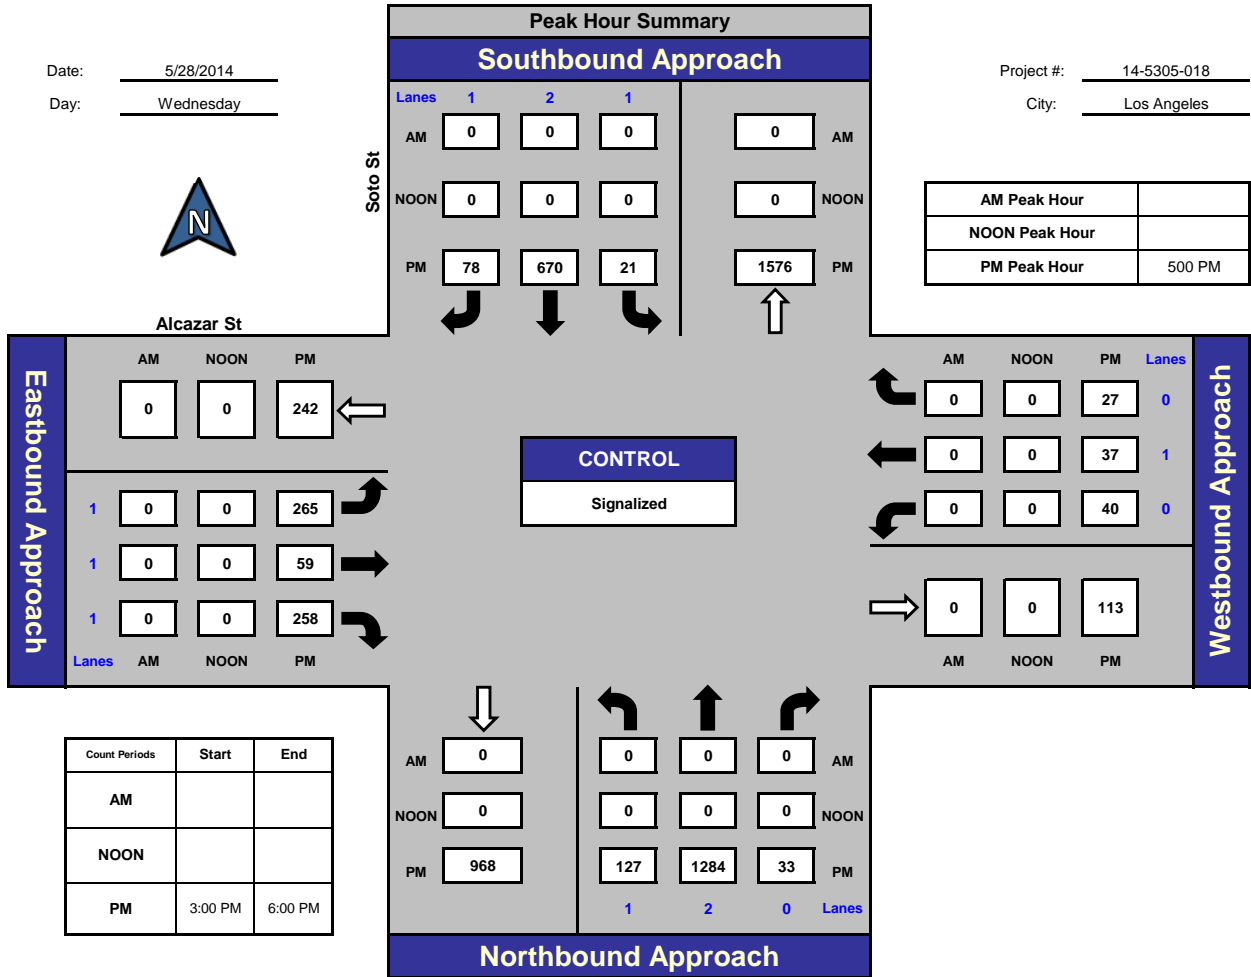 Peak Hour Summary
Southbound Approach
Date: 5/28/2014
Day: Wednesday
Project #: 14-5305-018
City: Los Angeles
N
Soto St
Lanes 1 2 1
AM 0 0 0 0 AM
NOON 0 0 0 0 NOON
PM 78 670 21 1576 PM
AM Peak Hour
NOON Peak Hour
PM Peak Hour 500 PM
Alcazar St
Eastbound Approach
AM NOON PM
0 0 242
1 0 0 265
1 0 0 59
1 0 0 258
Lanes AM NOON PM
CONTROL
Signalized
AM NOON PM Lanes
0 0 27 0
0 0 37 1
0 0 40 0
0 0 113
AM NOON PM
Westbound Approach
Count Periods Start End
AM
NOON
PM 3:00 PM 6:00 PM
AM 0 0 0 0 AM
NOON 0 0 0 0 NOON
PM 968 127 1284 33 PM
1 2 0 Lanes
Northbound Approach